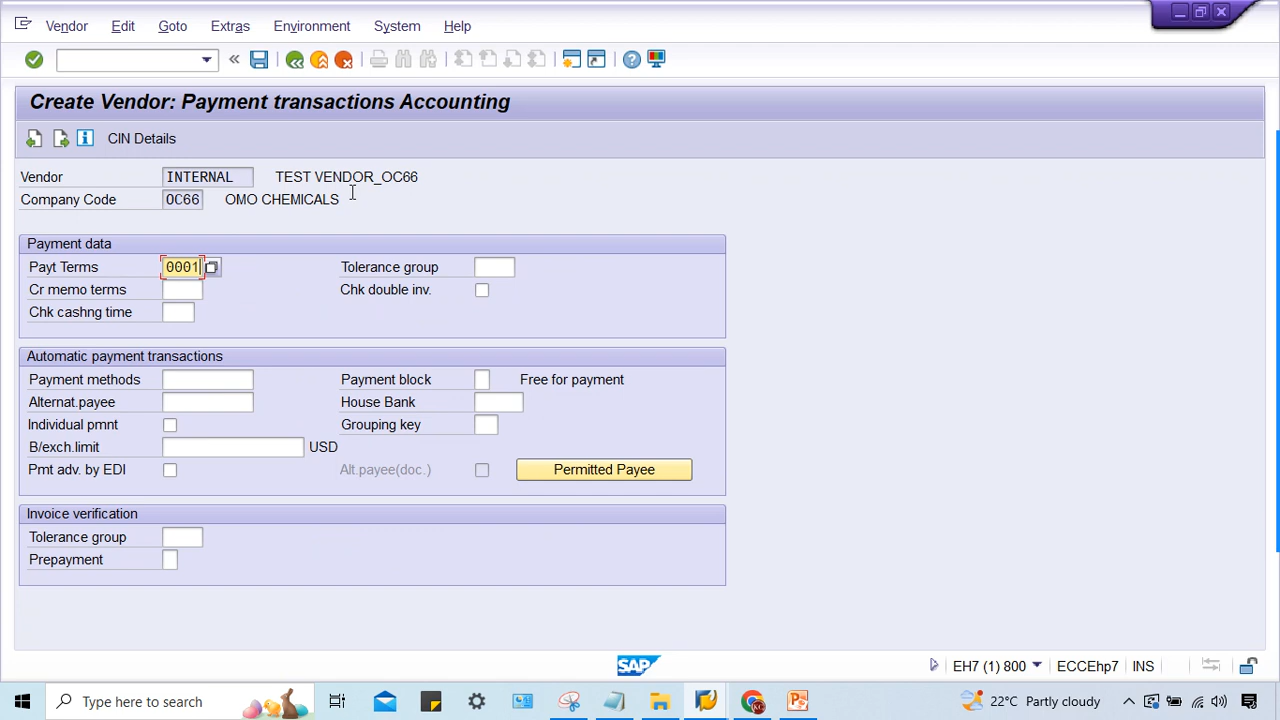 Vendor Edit Goto Extras Environment System Help
Create Vendor: Payment transactions Accounting
CIN Details
Vendor INTERNAL TEST VENDOR_OC66
Company Code OC66 OMO CHEMICALS
Payment data
Payt Terms 0001 Tolerance group
Cr memo terms Chk double inv.
Chk cashng time
Automatic payment transactions
Payment methods Payment block Free for payment
Alternat.payee House Bank
Individual pmnt Grouping key
B/exch.limit USD
Pmt adv. by EDI Alt.payee(doc.) Permitted Payee
Invoice verification
Tolerance group
Prepayment
SAP EH7 (1) 800 ECCEhp7 INS
Type here to search 22°C Partly cloudy